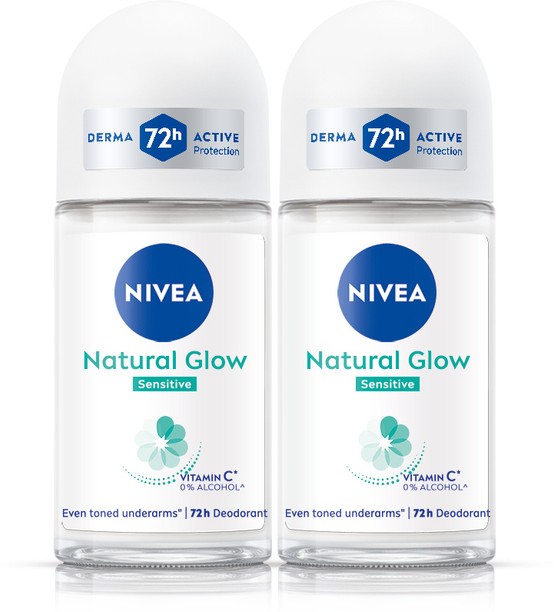 DERMA 72h ACTIVE
Protection
NIVEA
Natural Glow
Sensitive
VITAMIN C*
0% ALCOHOL^
Even toned underarms" | 72h Deodorant
DERMA 72h ACTIVE
Protection
NIVEA
Natural Glow
Sensitive
VITAMIN C*
0% ALCOHOL^
Even toned underarms" | 72h Deodorant